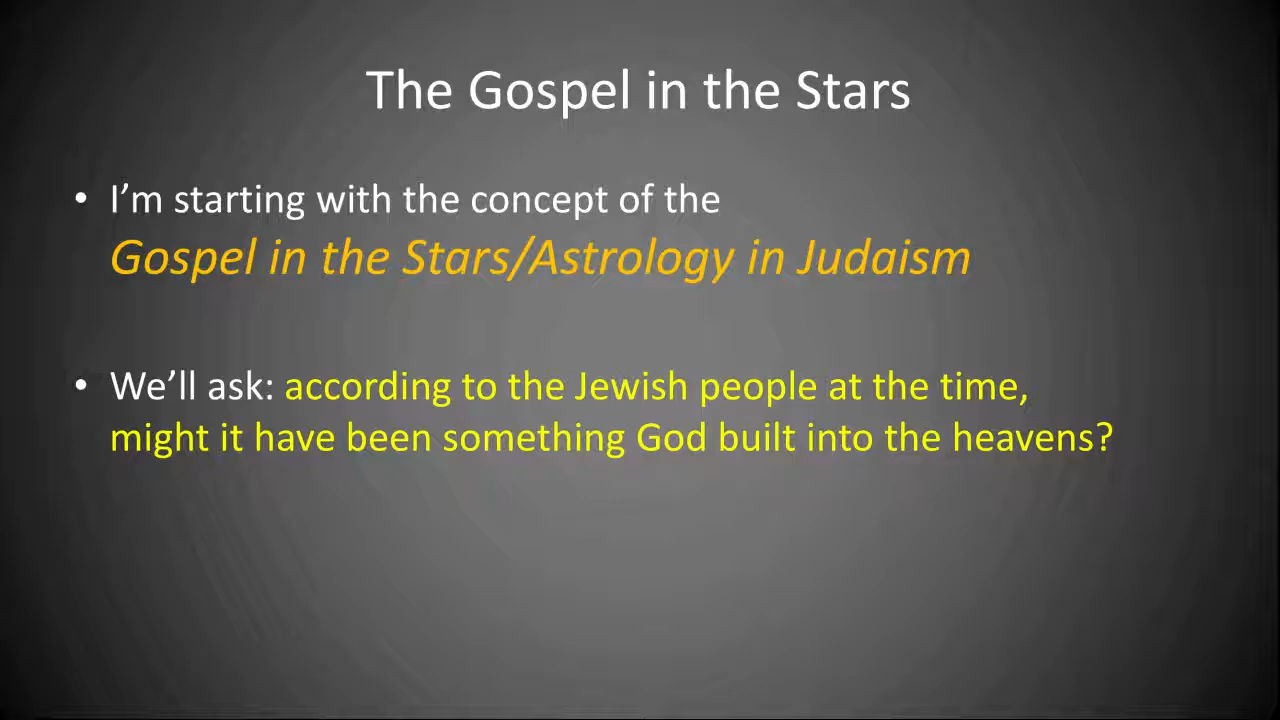 The Gospel in the Stars
• I’m starting with the concept of the
Gospel in the Stars/Astrology in Judaism
• We’ll ask: according to the Jewish people at the time,
might it have been something God built into the heavens?